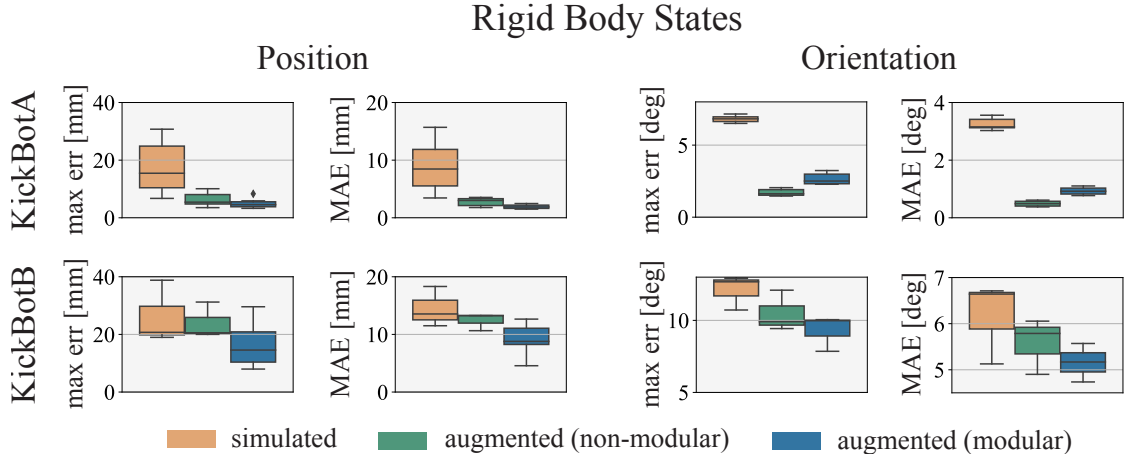 Rigid Body States
Position
Orientation
KickBotA
max err [mm]
40
20
0
MAE [mm]
20
10
0
max err [deg]
5
0
MAE [deg]
4
2
0
KickBotB
max err [mm]
40
20
0
MAE [mm]
20
10
0
max err [deg]
10
5
MAE [deg]
7
6
5
simulated
augmented (non-modular)
augmented (modular)